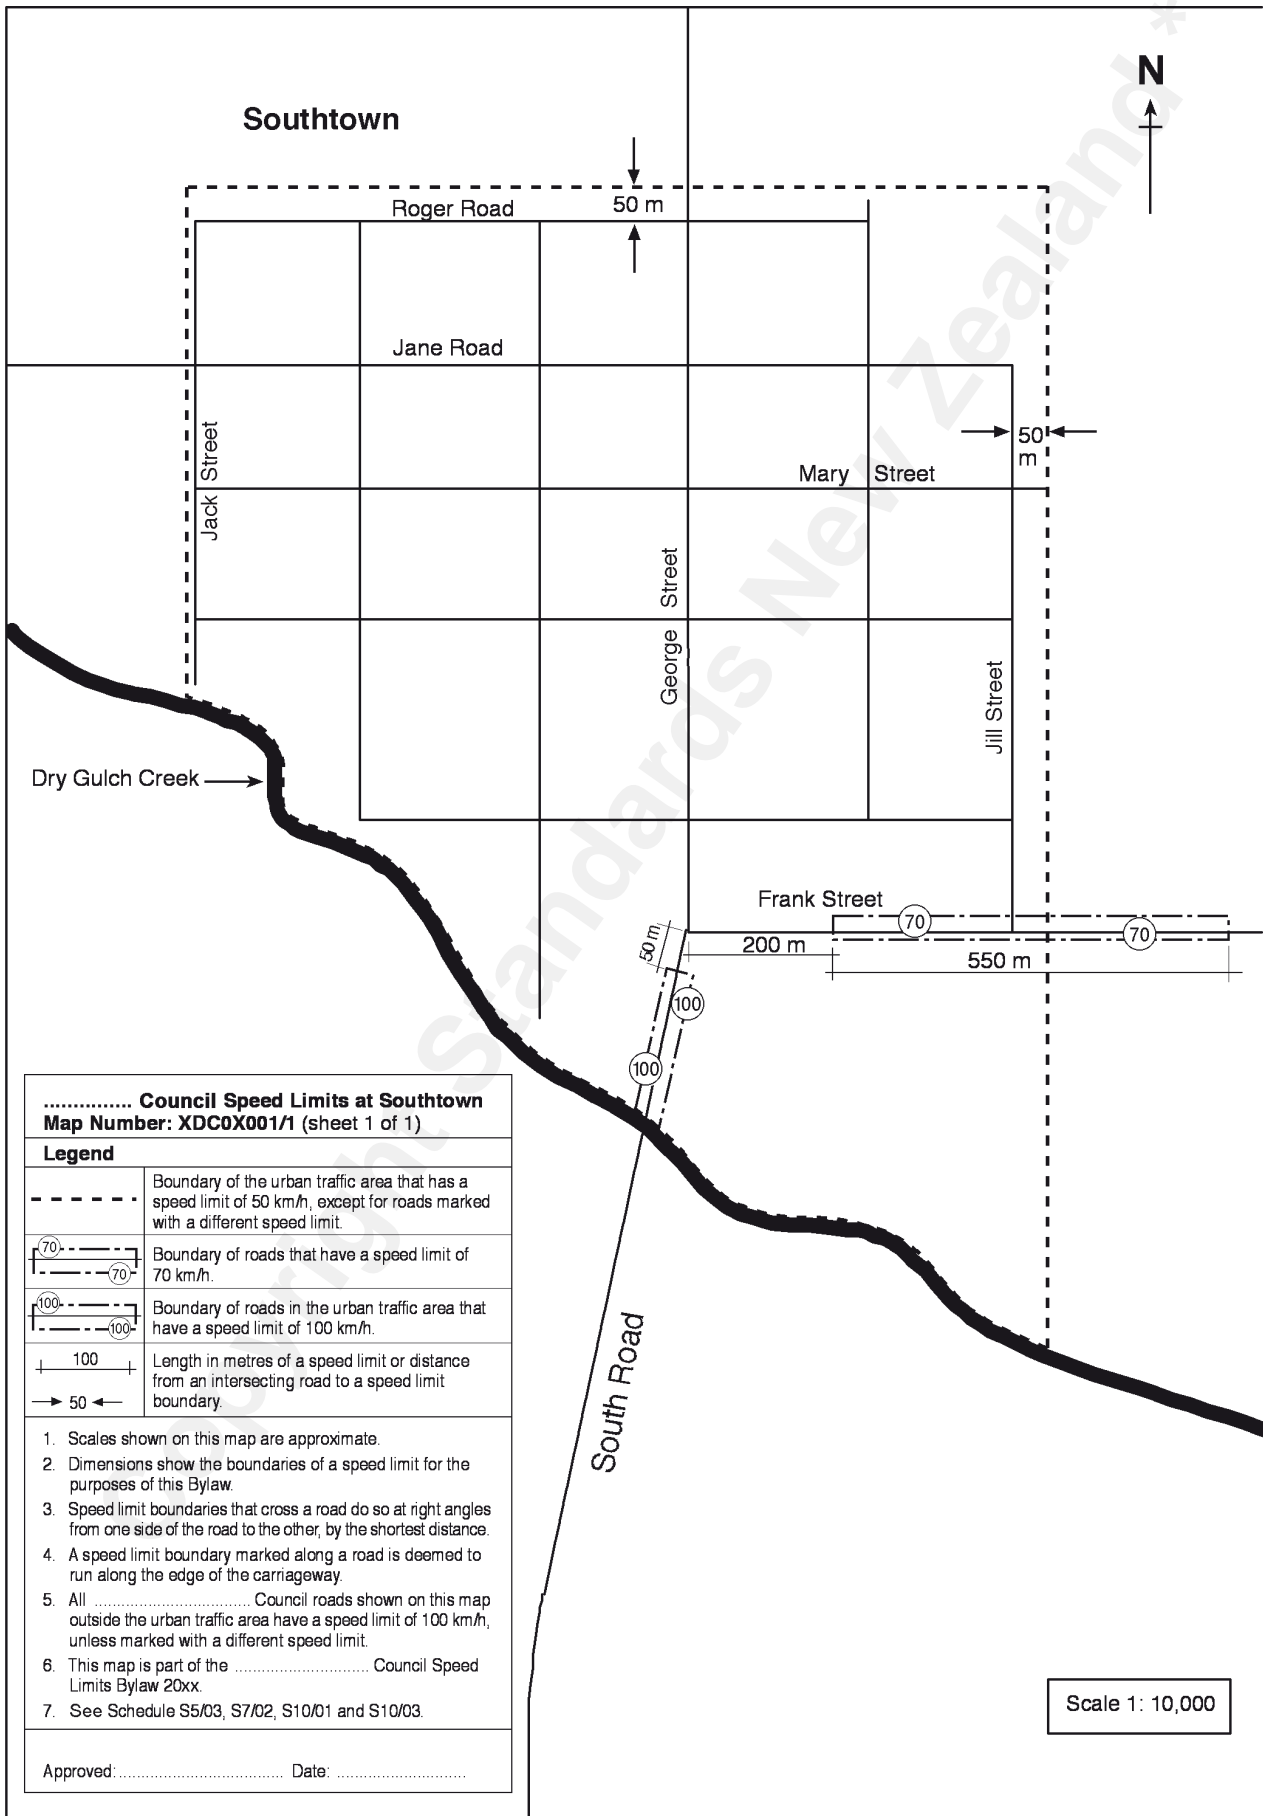 N
Southtown
Roger Road
50 m
Jane Road
50
m
Jack Street
Mary Street
George Street
Jill Street
Dry Gulch Creek
Frank Street
70
70
50 m
200 m
550 m
100
100
South Road
Copyright Standards New Zealand *
.............. Council Speed Limits at Southtown
Map Number: XDC0X001/1 (sheet 1 of 1)
Legend
Boundary of the urban traffic area that has a
speed limit of 50 km/h, except for roads marked
with a different speed limit.
70
70
Boundary of roads that have a speed limit of
70 km/h.
100
100
Boundary of roads in the urban traffic area that
have a speed limit of 100 km/h.
100
50
Length in metres of a speed limit or distance
from an intersecting road to a speed limit
boundary.
1. Scales shown on this map are approximate.
2. Dimensions show the boundaries of a speed limit for the
purposes of this Bylaw.
3. Speed limit boundaries that cross a road do so at right angles
from one side of the road to the other, by the shortest distance.
4. A speed limit boundary marked along a road is deemed to
run along the edge of the carriageway.
5. All .................................. Council roads shown on this map
outside the urban traffic area have a speed limit of 100 km/h,
unless marked with a different speed limit.
6. This map is part of the ............................. Council Speed
Limits Bylaw 20xx.
7. See Schedule S5/03, S7/02, S10/01 and S10/03.
Approved: .................................... Date: ............................
Scale 1: 10,000